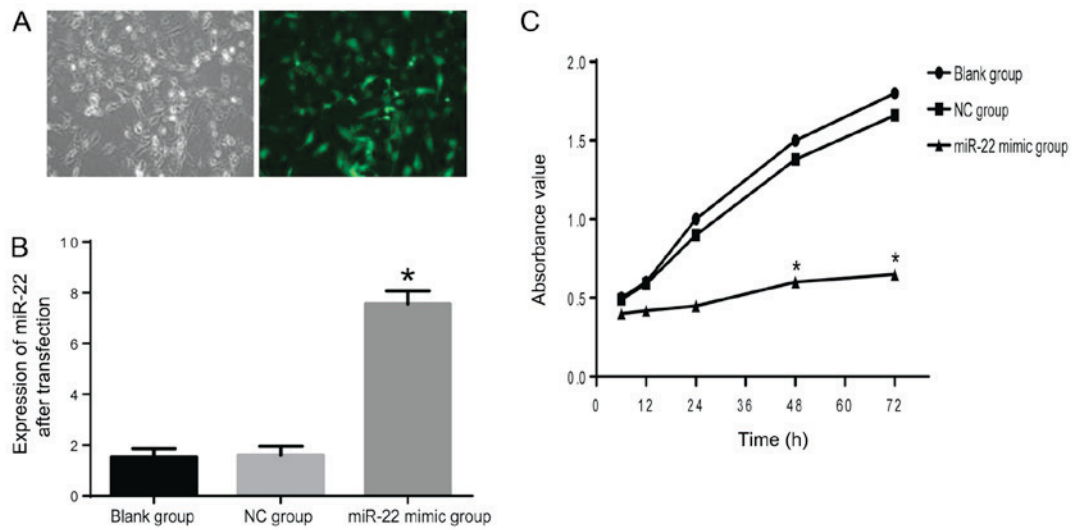 A
B
Expression of miR-22
after transfection
10
8
6
4
2
0
*
Blank group
NC group
miR-22 mimic group
C
Absorbance value
2.0
1.5
1.0
0.5
0.0
*
*
0
12
24
36
48
60
72
Time (h)
Blank group
NC group
miR-22 mimic group